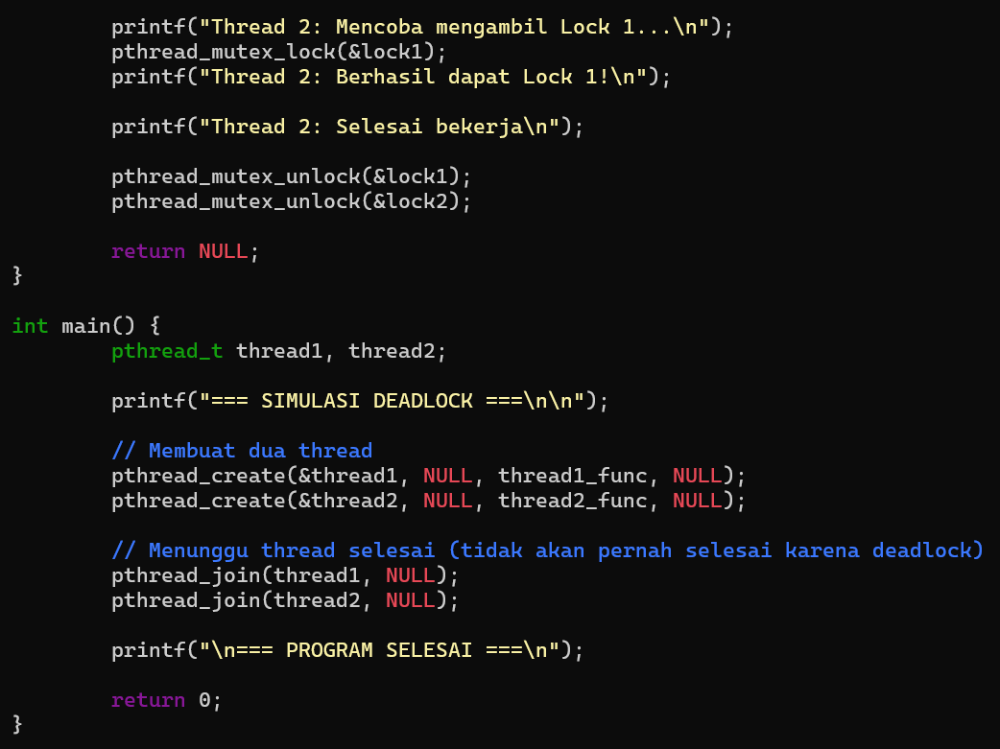 printf("Thread 2: Mencoba mengambil Lock 1...\n");
pthread_mutex_lock(&lock1);
printf("Thread 2: Berhasil dapat Lock 1!\n");
printf("Thread 2: Selesai bekerja\n");
pthread_mutex_unlock(&lock1);
pthread_mutex_unlock(&lock2);
return NULL;
}
int main() {
pthread_t thread1, thread2;
printf("=== SIMULASI DEADLOCK ===\n\n");
// Membuat dua thread
pthread_create(&thread1, NULL, thread1_func, NULL);
pthread_create(&thread2, NULL, thread2_func, NULL);
// Menunggu thread selesai (tidak akan pernah selesai karena deadlock)
pthread_join(thread1, NULL);
pthread_join(thread2, NULL);
printf("\n=== PROGRAM SELESAI ===\n");
return 0;
}